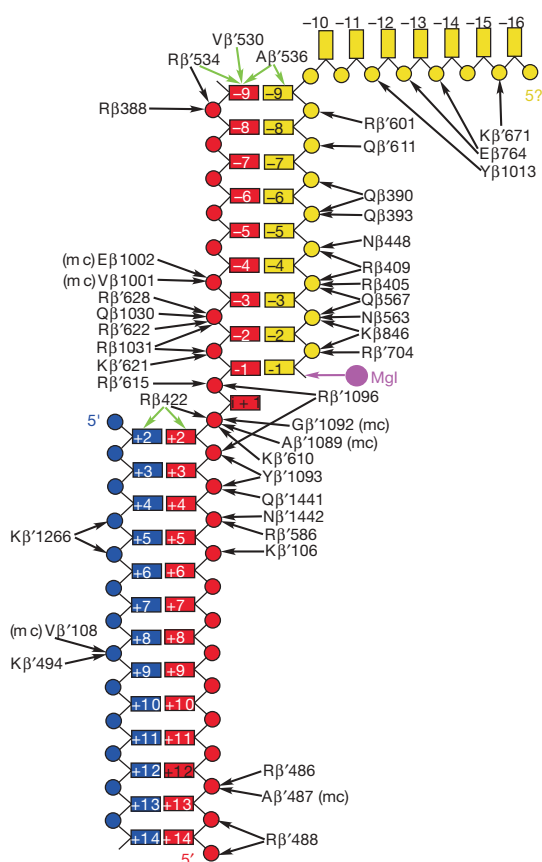 −10 −11 −12 −13 −14 −15 −16
Vβ′530
Rβ′534 Aβ′536
−9 −9
5?
Rβ388
Kβ′671
Rβ′601
−8 −8
Eβ764
Qβ′611
Yβ1013
−7 −7
Qβ390
−6 −6
Qβ393
−5 −5
Nβ448
(mc)Eβ1002
−4 −4
Rβ409
(mc)Vβ1001
Rβ405
Rβ′628
−3 −3
Qβ567
Qβ1030
Nβ563
Rβ′622
−2 −2
Kβ846
Rβ1031
Rβ′704
Kβ′621
-1 -1
MgI
Rβ′615
Rβ422
+1
Rβ′1096
5′
Gβ′1092 (mc)
+2 +2
Aβ′1089 (mc)
Kβ′610
+3 +3
Yβ′1093
Qβ′1441
+4 +4
Nβ′1442
Kβ′1266
+5 +5
Rβ′586
Kβ′106
+6 +6
+7 +7
(mc)Vβ′108
+8 +8
Kβ′494
+9 +9
+10 +10
+11 +11
+12 +12
Rβ′486
Aβ′487 (mc)
+13 +13
+14 +14
Rβ′488
5′